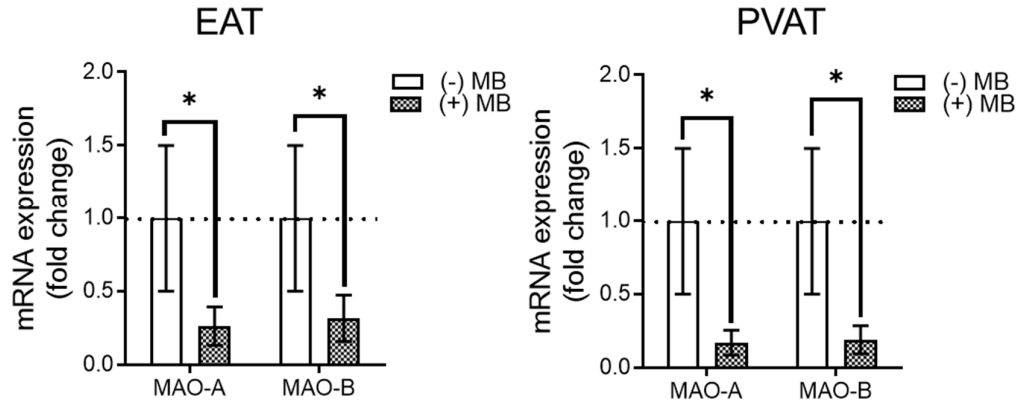 EAT
mRNA expression
(fold change)
2.0
1.5
1.0
0.5
0.0
*
*
(-) MB
(+) MB
MAO-A
MAO-B
PVAT
mRNA expression
(fold change)
2.0
1.5
1.0
0.5
0.0
*
*
(-) MB
(+) MB
MAO-A
MAO-B